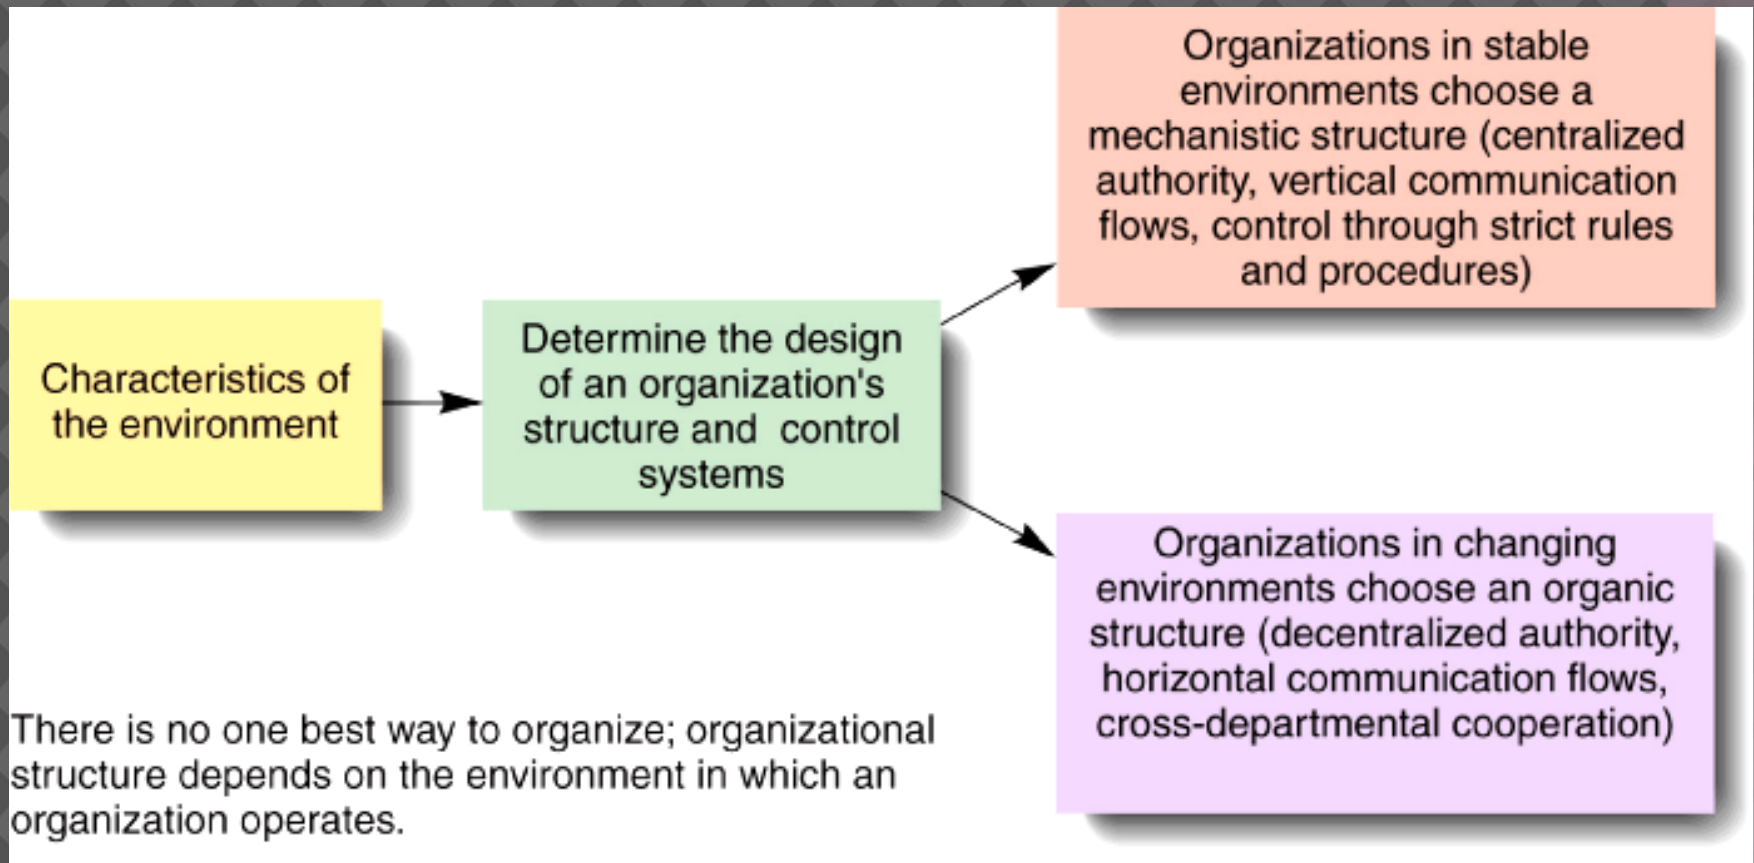 Characteristics of
the environment
Determine the design
of an organization's
structure and control
systems
Organizations in stable
environments choose a
mechanistic structure (centralized
authority, vertical communication
flows, control through strict rules
and procedures)
Organizations in changing
environments choose an organic
structure (decentralized authority,
horizontal communication flows,
cross-departmental cooperation)
There is no one best way to organize; organizational
structure depends on the environment in which an
organization operates.